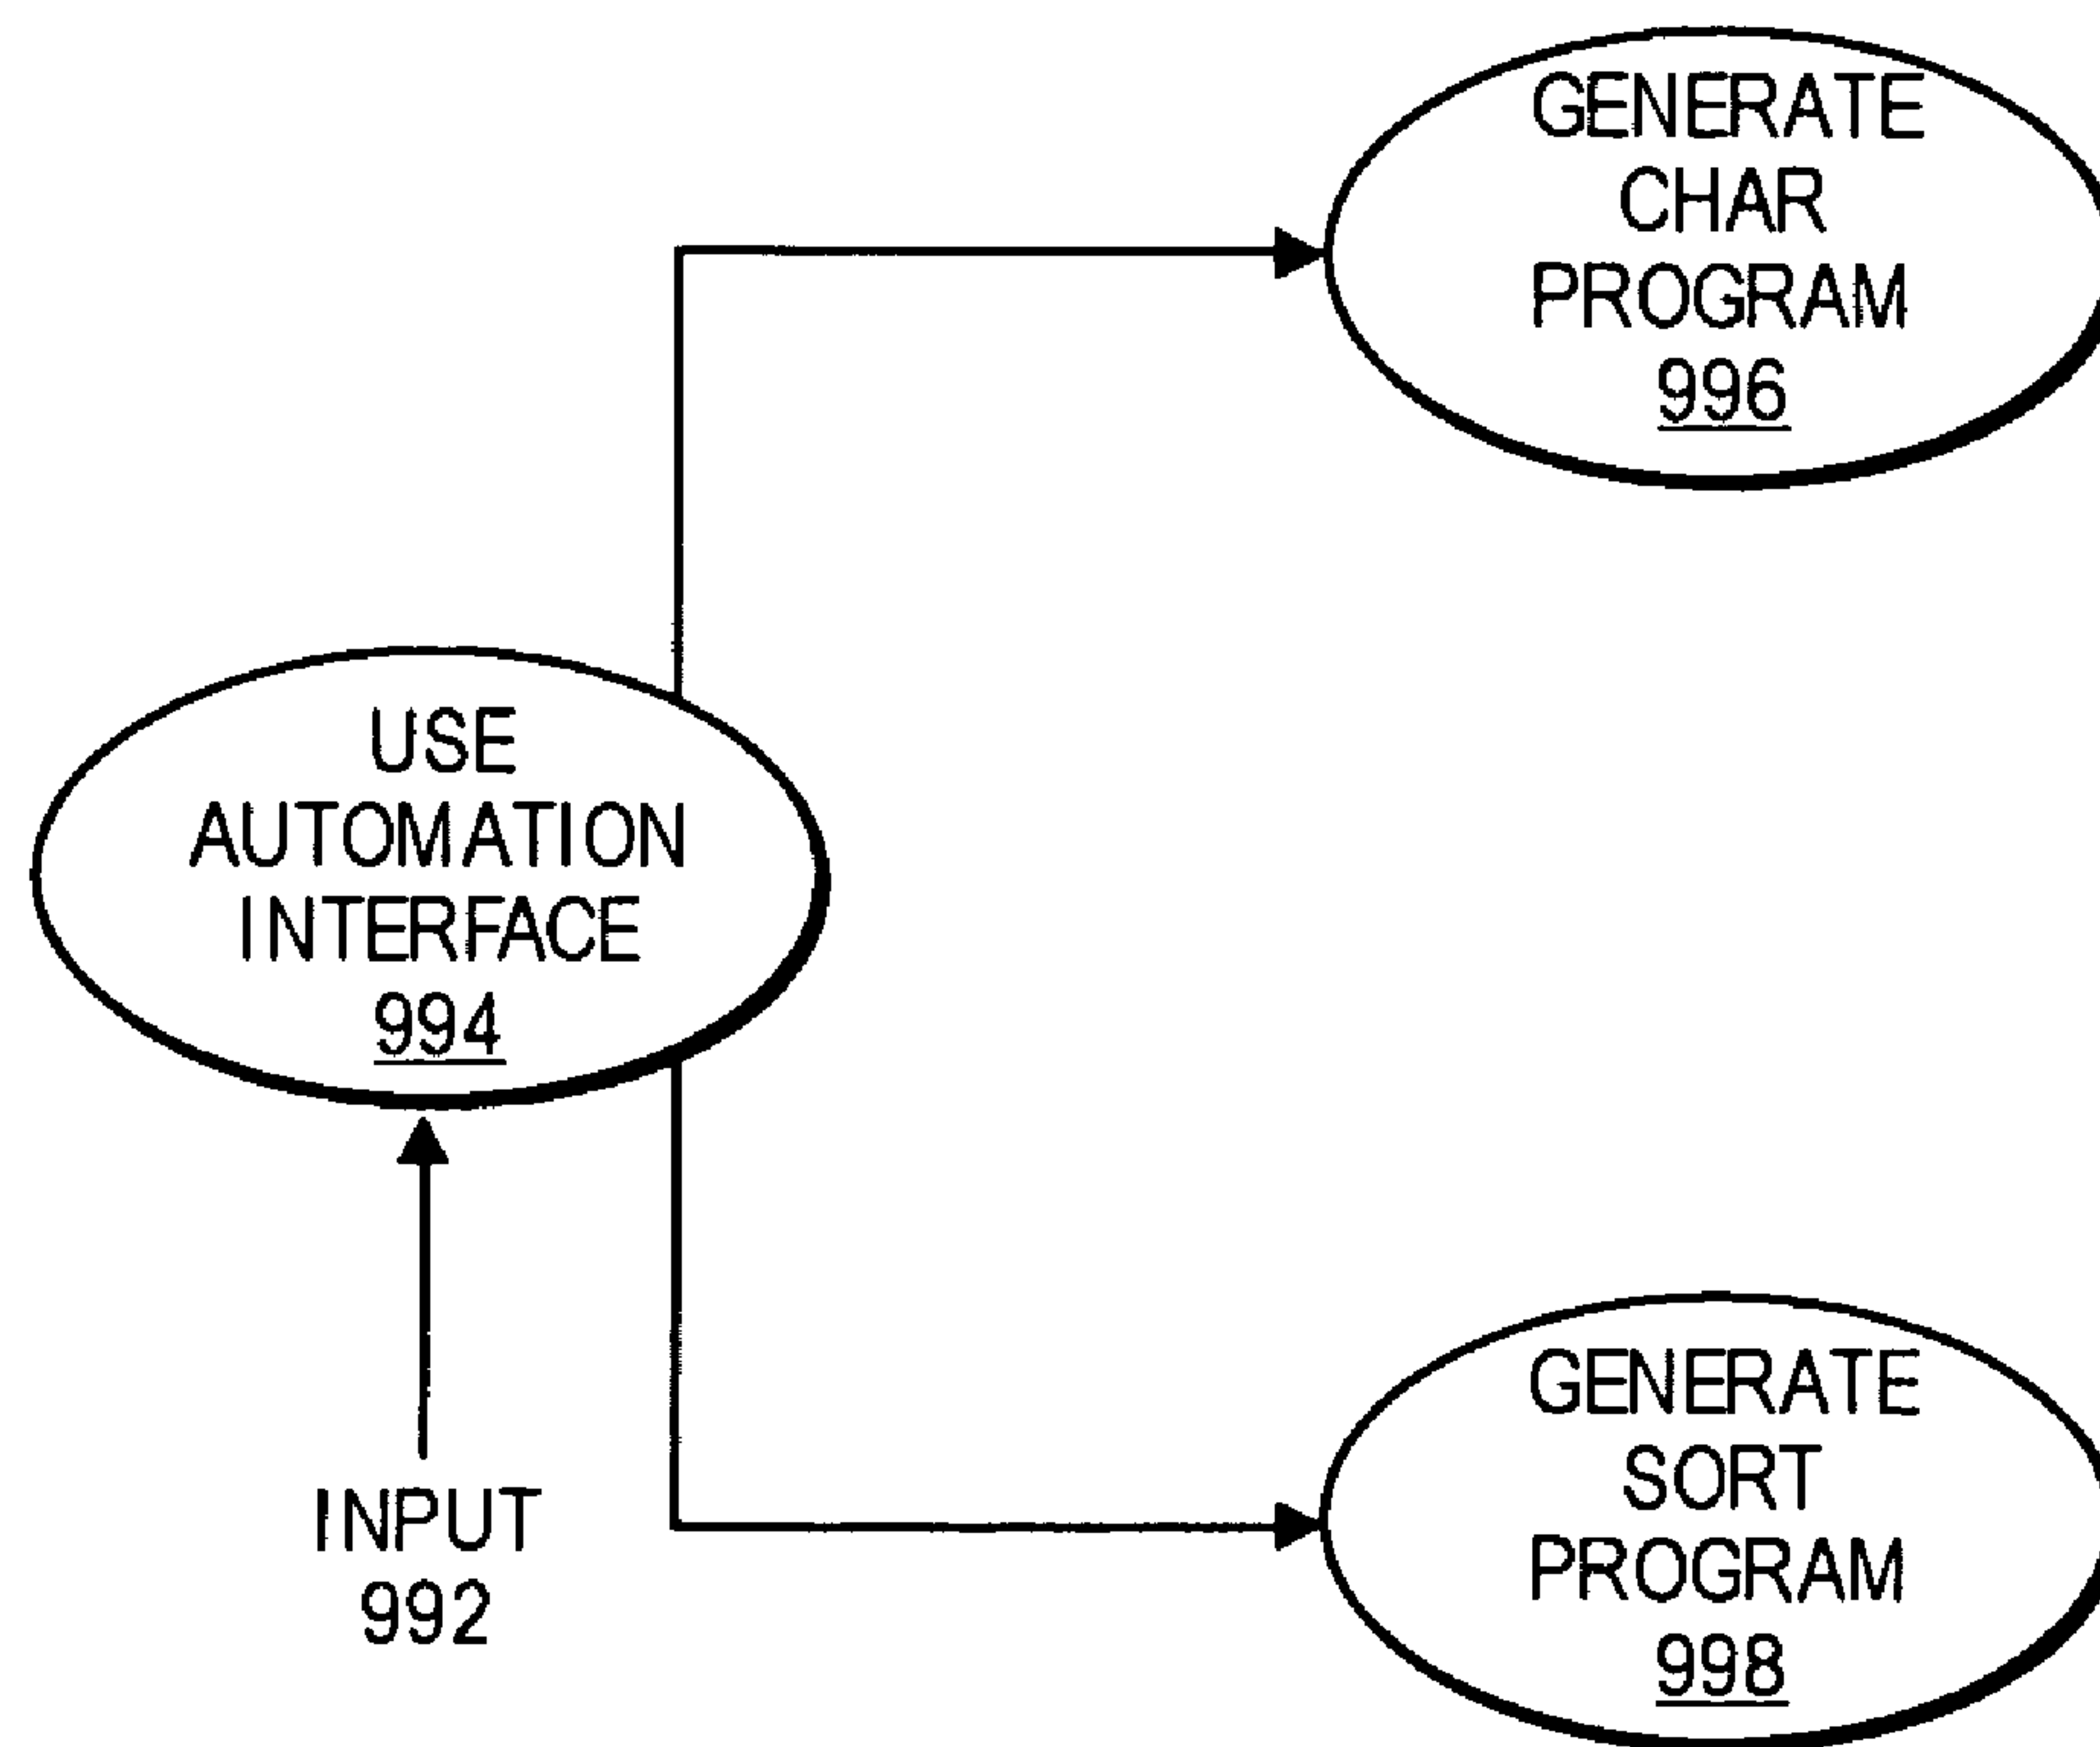 GENERATE
CHAR
PROGRAM
996
USE
AUTOMATION
INTERFACE
994
INPUT
992
GENERATE
SORT
PROGRAM
998